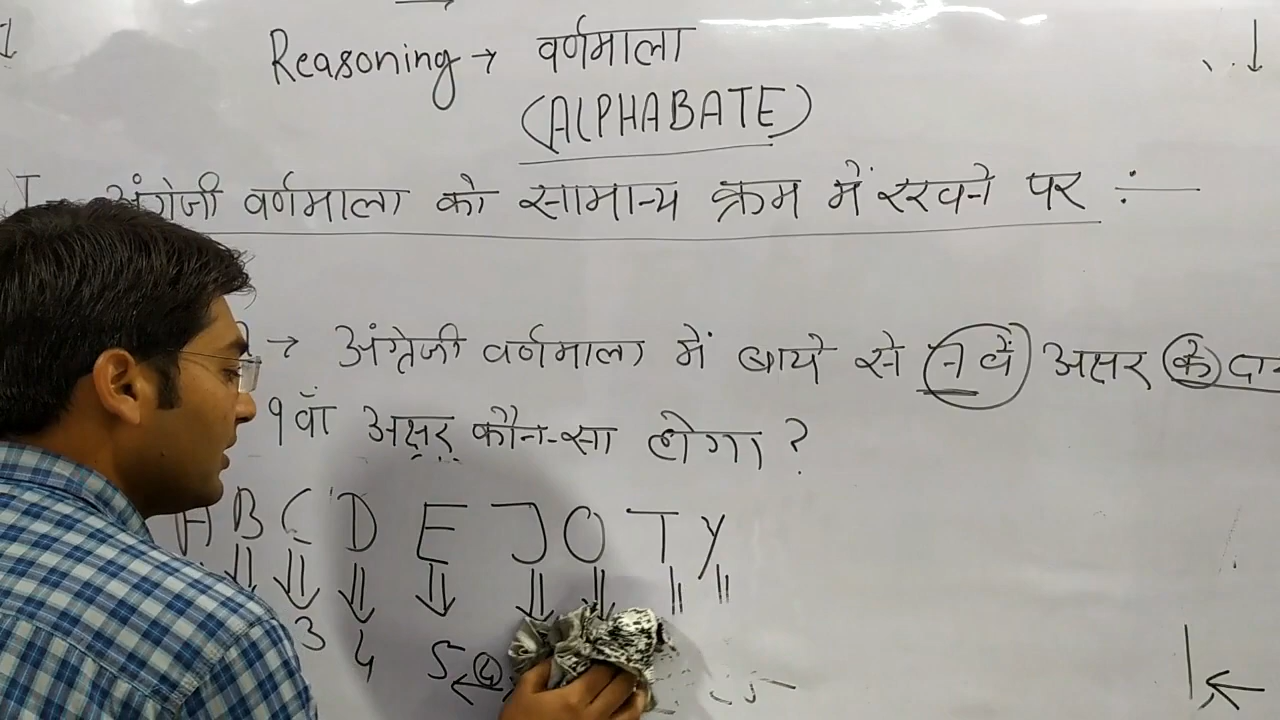 Reasoning → वर्णमाला
(ALPHABATE)
अंग्रेजी वर्णमाला को सामान्य क्रम में रखने पर :—
→ अंग्रेजी वर्णमाला में बायें से 7 वें अक्षर के
9वाँ अक्षर कौन-सा होगा ?
A B C D E J O T Y
3 4 5